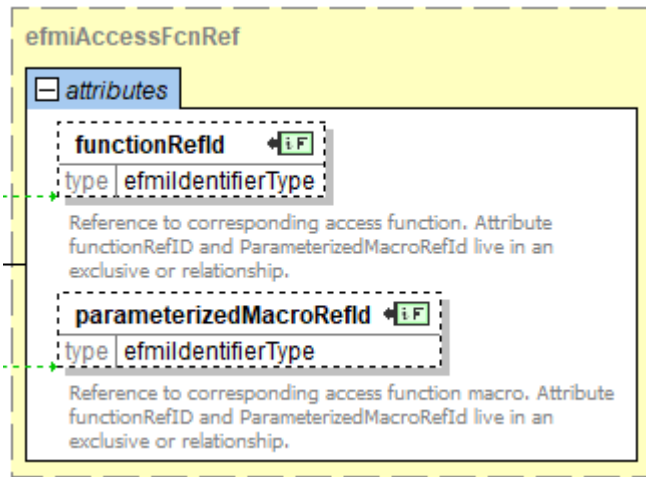 efmiAccessFcnRef
attributes
functionRefId iF
type efmiIdentifierType
Reference to corresponding access function. Attribute
functionRefID and ParameterizedMacroRefId live in an
exclusive or relationship.
parameterizedMacroRefId iF
type efmiIdentifierType
Reference to corresponding access function macro. Attribute
functionRefID and ParameterizedMacroRefId live in an
exclusive or relationship.